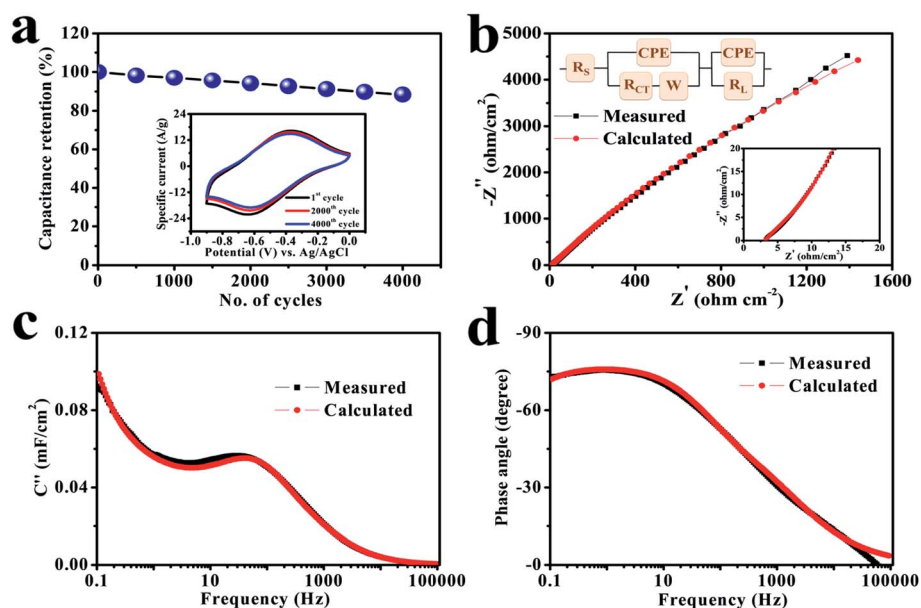 a
Capacitance retention (%)
120
100
80
60
40
20
0
0 500 1000 1500 2000 2500 3000 3500 4000
No. of cycles
Specific current (A/g)
24
12
0
-12
-24
1st cycle
2000th cycle
4000th cycle
-1.0 -0.8 -0.6 -0.4 -0.2 0.0
Potential (V) vs. Ag/AgCl
b
-Z'' (ohm/cm²)
5000
4000
3000
2000
1000
0
0 400 800 1200 1600
Z' (ohm cm⁻²)
RS
CPE
RCT
W
CPE
RL
Measured
Calculated
-Z'' (ohm/cm²)
20
15
10
5
0
0 5 10 15 20
Z' (ohm/cm²)
c
C'' (mF/cm²)
0.12
0.08
0.04
0.00
0.1 10 1000 100000
Frequency (Hz)
Measured
Calculated
d
Phase angle (degree)
-90
-60
-30
-0
0.1 10 1000 100000
Frequency (Hz)
Measured
Calculated